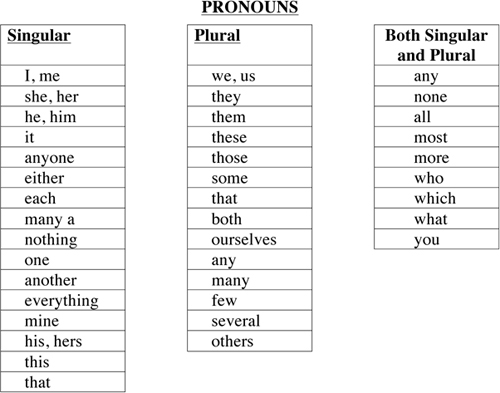 PRONOUNS
Singular
I, me
she, her
he, him
it
anyone
either
each
many a
nothing
one
another
everything
mine
his, hers
this
that
Plural
we, us
they
them
these
those
some
that
both
ourselves
any
many
few
several
others
Both Singular
and Plural
any
none
all
most
more
who
which
what
you